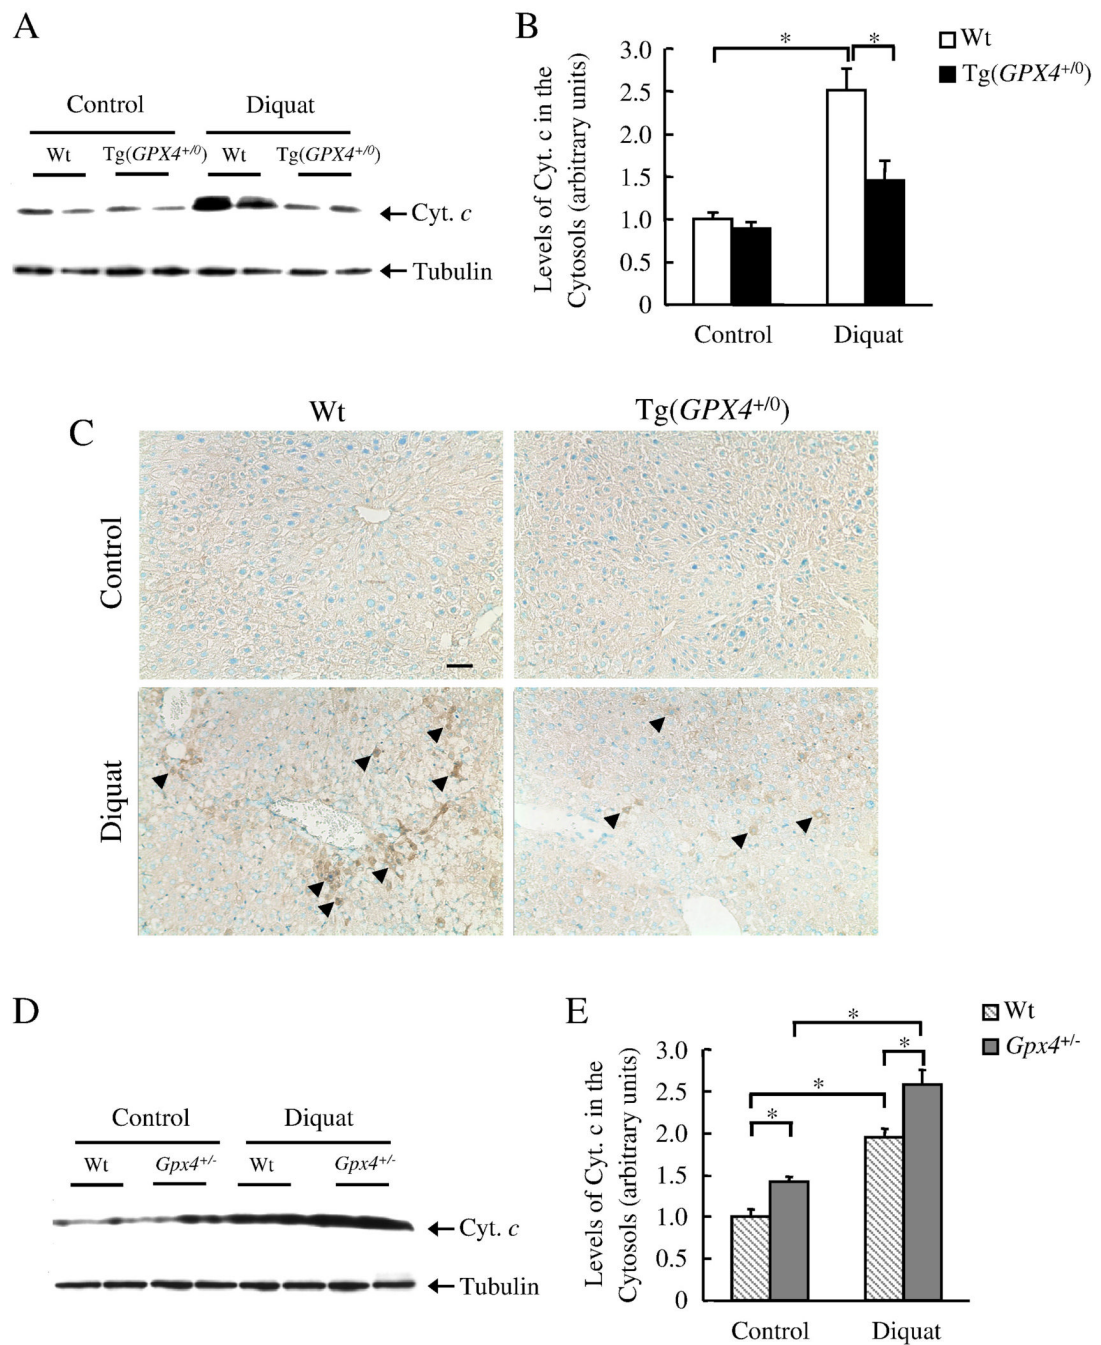 A
Control Diquat
Wt Tg(GPX4+/0) Wt Tg(GPX4+/0)
Cyt. c
Tubulin
B
Levels of Cyt. c in the
Cytosols (arbitrary units)
3.0
2.5
2.0
1.5
1.0
0.5
0
* *
Control Diquat
Wt
Tg(GPX4+/0)
C
Wt Tg(GPX4+/0)
Control
Diquat
D
Control Diquat
Wt Gpx4+/- Wt Gpx4+/-
Cyt. c
Tubulin
E
Levels of Cyt. c in the
Cytosols (arbitrary units)
3.0
2.5
2.0
1.5
1.0
0.5
0
*
*
*
*
Control Diquat
Wt
Gpx4+/-